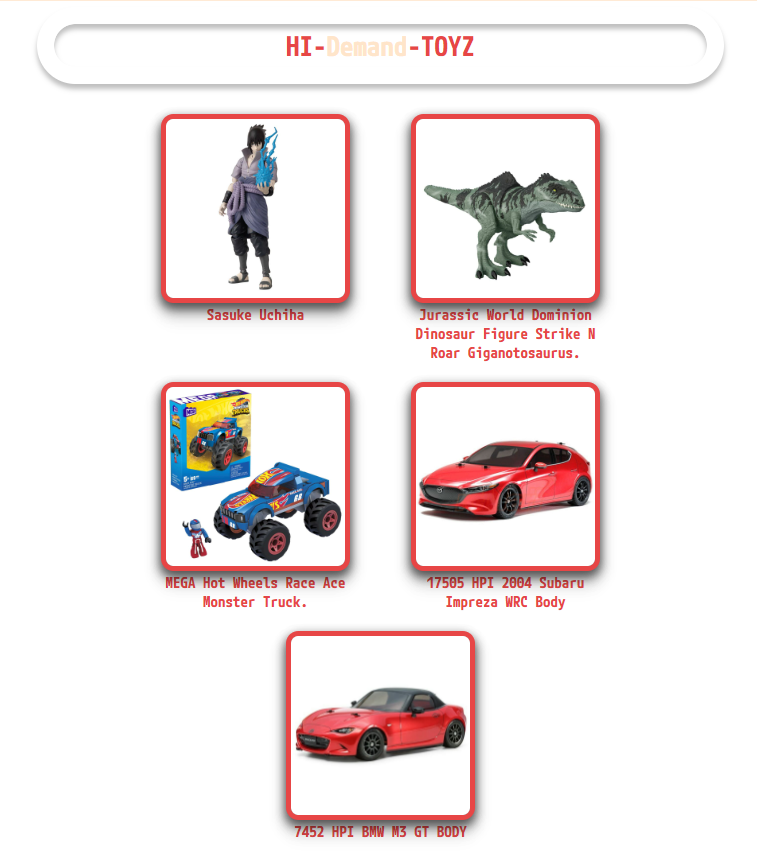 HI-Demand-TOYZ
Sasuke Uchiha
Jurassic World Dominion
Dinosaur Figure Strike N
Roar Giganotosaurus.
MEGA
MEGA Hot Wheels Race Ace
Monster Truck.
17505 HPI 2004 Subaru
Impreza WRC Body
7452 HPI BMW M3 GT BODY